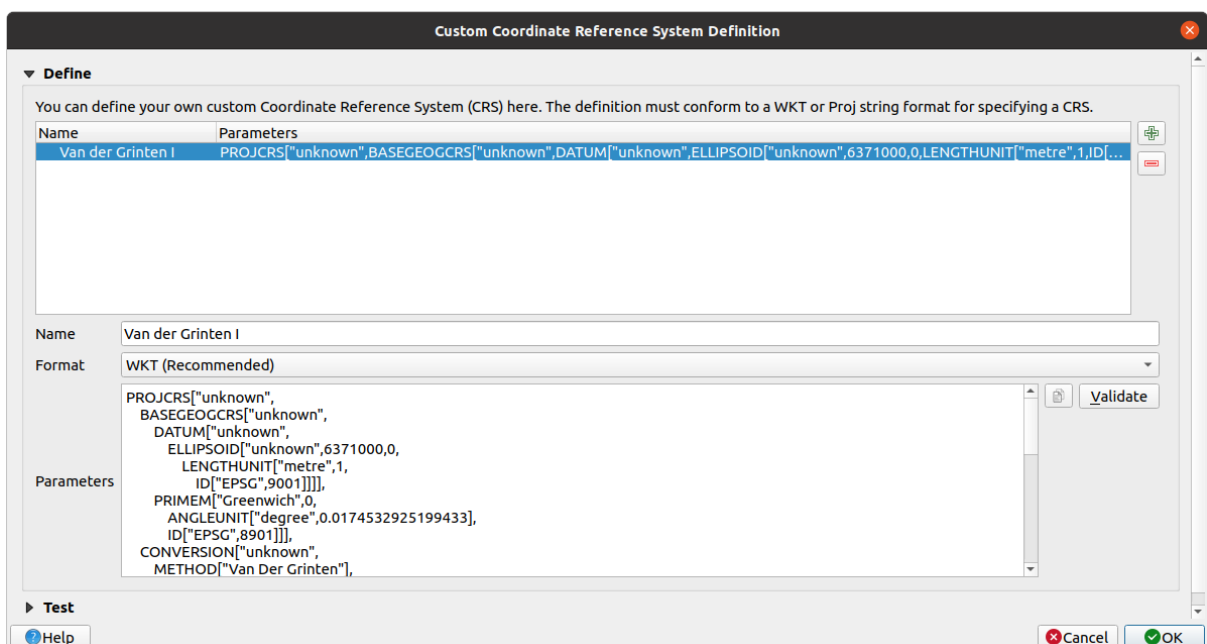 Custom Coordinate Reference System Definition
Define
You can define your own custom Coordinate Reference System (CRS) here. The definition must conform to a WKT or Proj string format for specifying a CRS.
Name Parameters
Van der Grinten I PROJCRS["unknown",BASEGEOGCRS["unknown",DATUM["unknown",ELLIPSOID["unknown",6371000,0,LENGTHUNIT["metre",1,ID[…
Name Van der Grinten I
Format WKT (Recommended)
PROJCRS["unknown", Validate
BASEGEOGCRS["unknown",
DATUM["unknown",
ELLIPSOID["unknown",6371000,0,
LENGTHUNIT["metre",1,
ID["EPSG",9001]]]],
Parameters
PRIMEM["Greenwich",0,
ANGLEUNIT["degree",0.0174532925199433],
ID["EPSG",8901]]],
CONVERSION["unknown",
METHOD["Van Der Grinten"],
Test
Help Cancel OK